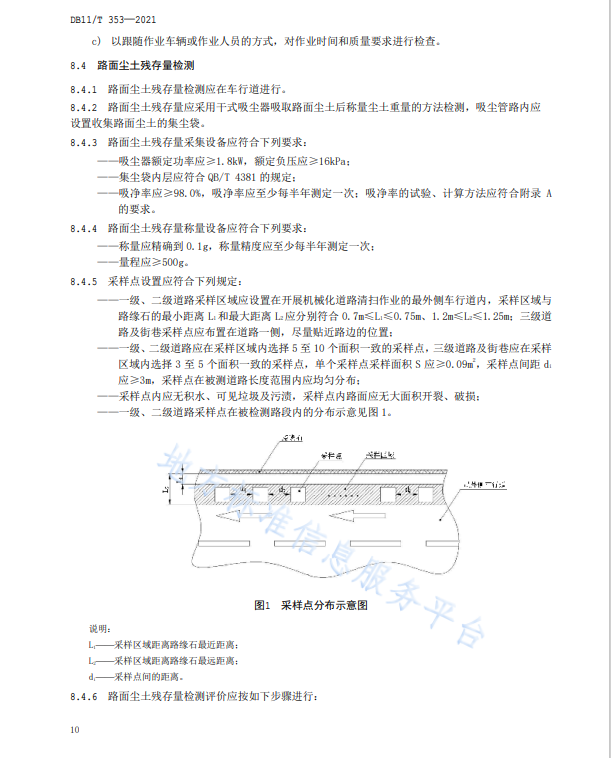 DB11/T 353—2021
c) 以跟随作业车辆或作业人员的方式，对作业时间和质量要求进行检查。
8.4 路面尘土残存量检测
8.4.1 路面尘土残存量检测应在车行道进行。
8.4.2 路面尘土残存量应采用干式吸尘器吸取路面尘土后称量尘土重量的方法检测，吸尘管路内应
设置收集路面尘土的集尘袋。
8.4.3 路面尘土残存量采集设备应符合下列要求：
——吸尘器额定功率应≥1.8kW，额定负压应≥16kPa；
——集尘袋内层应符合 QB/T 4381 的规定；
——吸净率应≥98.0%，吸净率应至少每半年测定一次；吸净率的试验、计算方法应符合附录 A
的要求。
8.4.4 路面尘土残存量称量设备应符合下列要求：
——称量应精确到 0.1g，称量精度应至少每半年测定一次；
——量程应≥500g。
8.4.5 采样点设置应符合下列规定：
——一级、二级道路采样区域应设置在开展机械化道路清扫作业的最外侧车行道内，采样区域与
路缘石的最小距离 L₁和最大距离 L₂应分别符合 0.7m≤L₁≤0.75m、1.2m≤L₂≤1.25m；三级道
路及街巷采样点应布置在道路一侧，尽量贴近路边的位置；
——一级、二级道路应在采样区域内选择 5 至 10 个面积一致的采样点，三级道路及街巷应在采样
区域内选择 3 至 5 个面积一致的采样点，单个采样点采样面积 S 应≥0.09m²，采样点间距 d₁
应≥3m，采样点在被测道路长度范围内应均匀分布；
——采样点内应无积水、可见垃圾及污渍，采样点内路面应无大面积开裂、破损；
——一级、二级道路采样点在被检测路段内的分布示意见图 1。
采样点
采样区域
L₁
L₂
d₁
d₂
地方标准信息服务平台
图1 采样点分布示意图
说明：
L₁——采样区域距离路缘石最近距离；
L₂——采样区域距离路缘石最远距离；
d₁——采样点间的距离。
8.4.6 路面尘土残存量检测评价应按如下步骤进行：
10